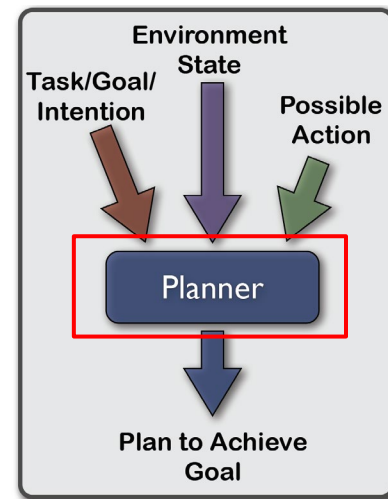 Environment
State
Task/Goal/
Intention
Possible
Action
Planner
Plan to Achieve
Goal